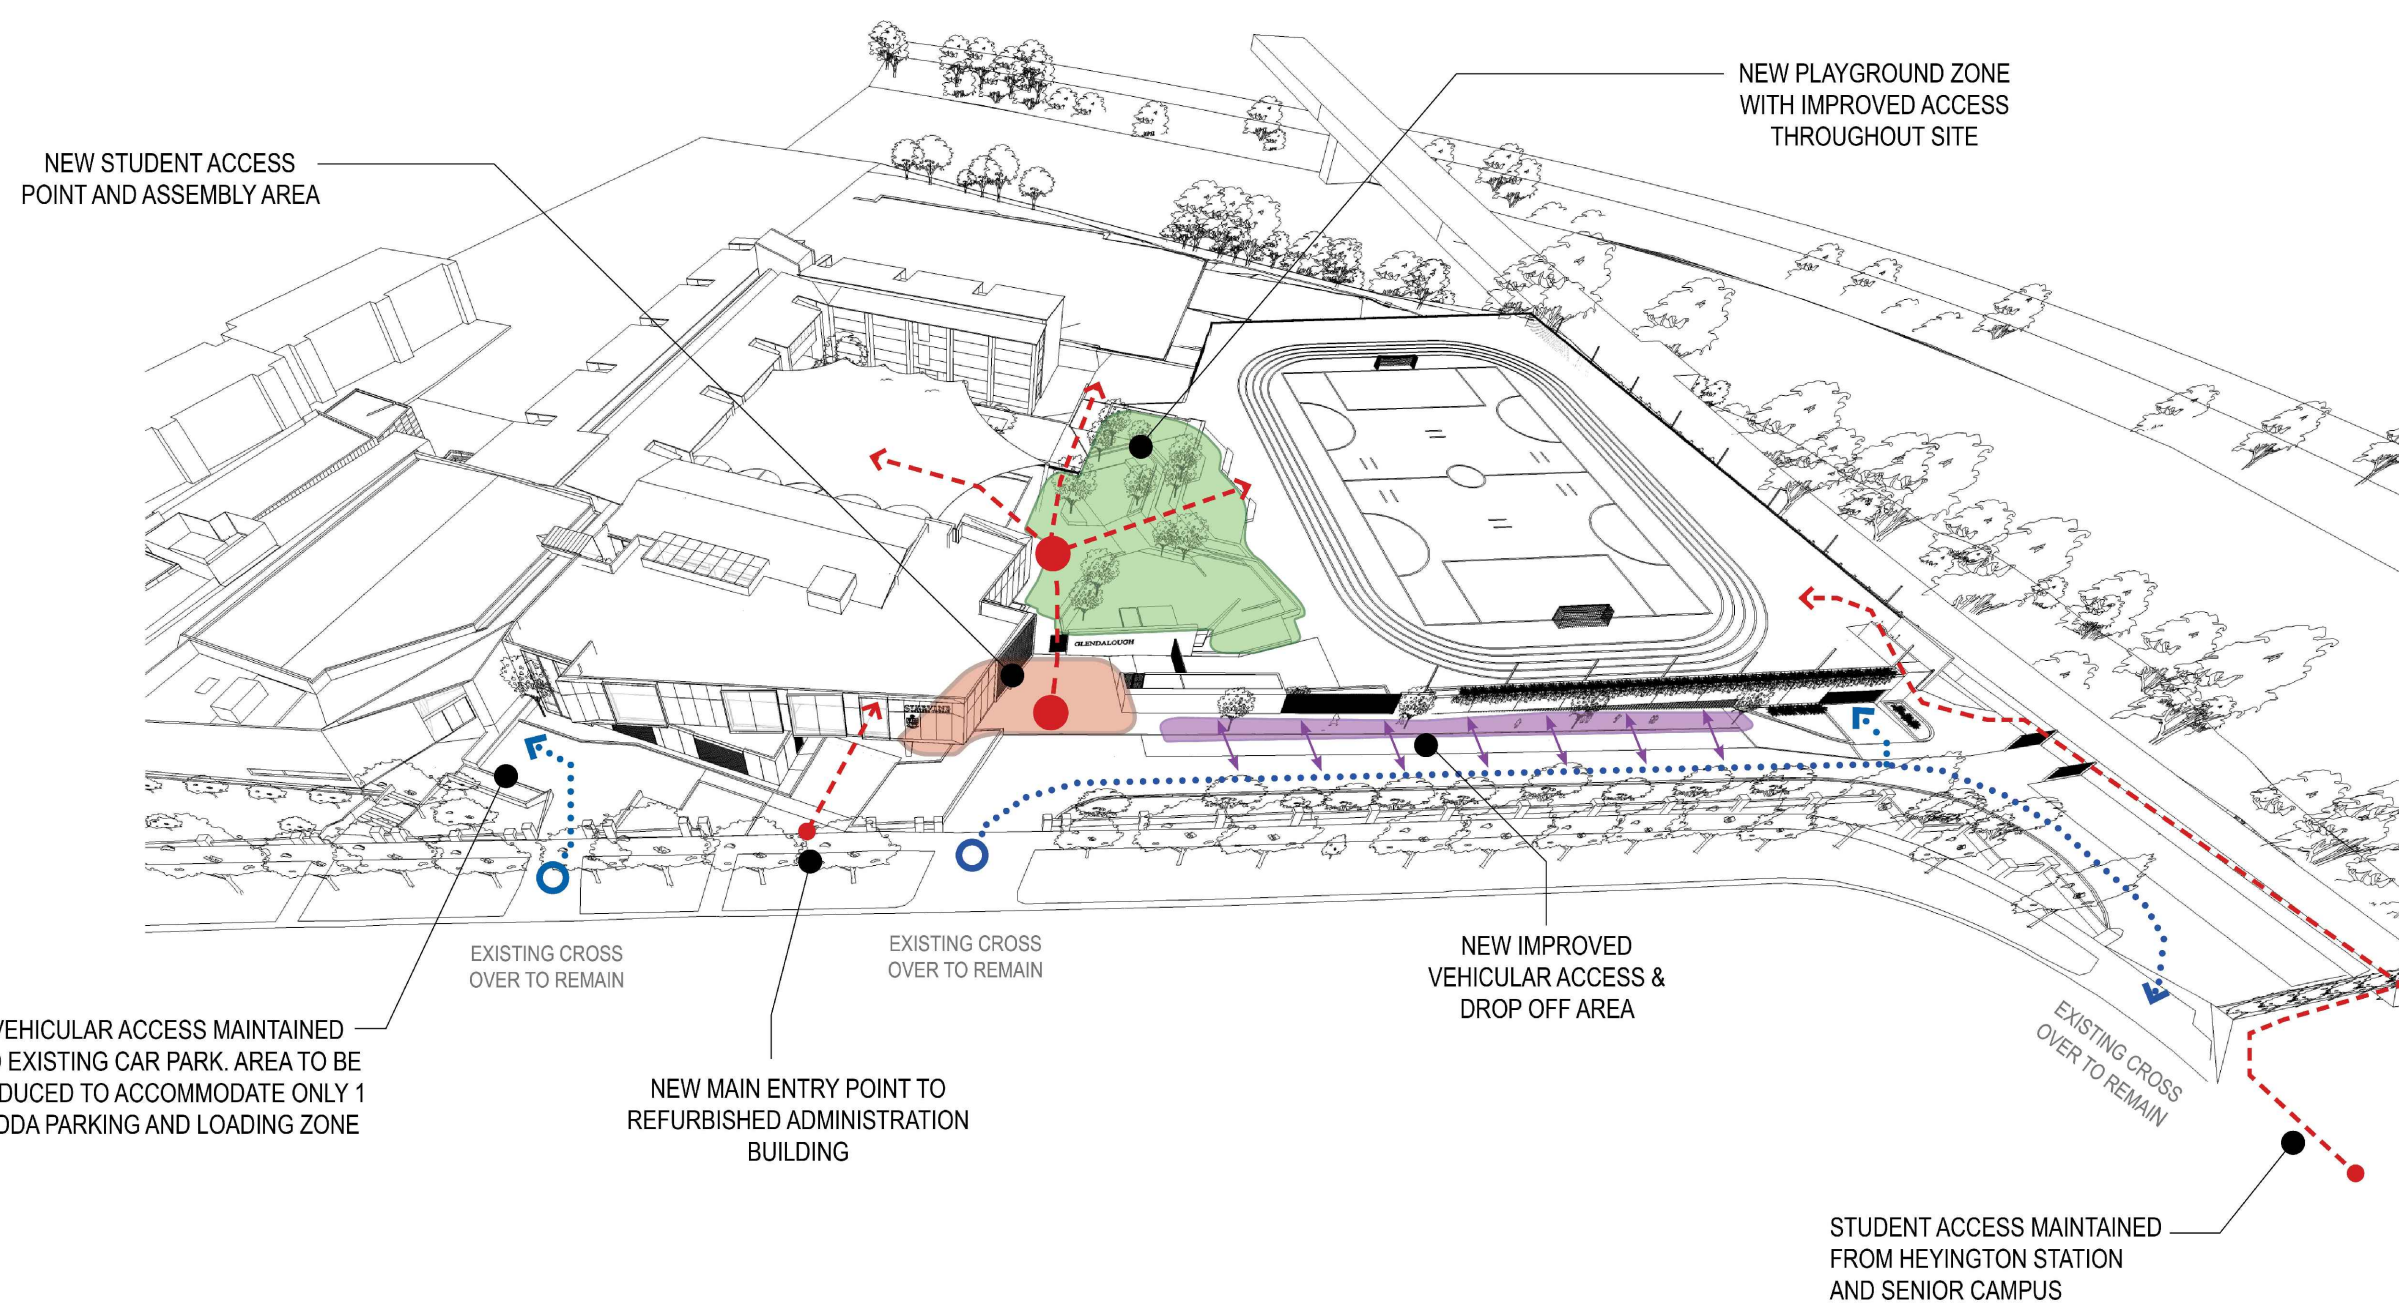 NEW PLAYGROUND ZONE
WITH IMPROVED ACCESS
THROUGHOUT SITE
NEW STUDENT ACCESS
POINT AND ASSEMBLY AREA
GLENDALOUGH
EXISTING CROSS
OVER TO REMAIN
EXISTING CROSS
OVER TO REMAIN
NEW IMPROVED
VEHICULAR ACCESS &
DROP OFF AREA
EXISTING CROSS
OVER TO REMAIN
VEHICULAR ACCESS MAINTAINED
EXISTING CAR PARK. AREA TO BE
DUCED TO ACCOMMODATE ONLY 1
DDA PARKING AND LOADING ZONE
NEW MAIN ENTRY POINT TO
REFURBISHED ADMINISTRATION
BUILDING
STUDENT ACCESS MAINTAINED
FROM HEYINGTON STATION
AND SENIOR CAMPUS